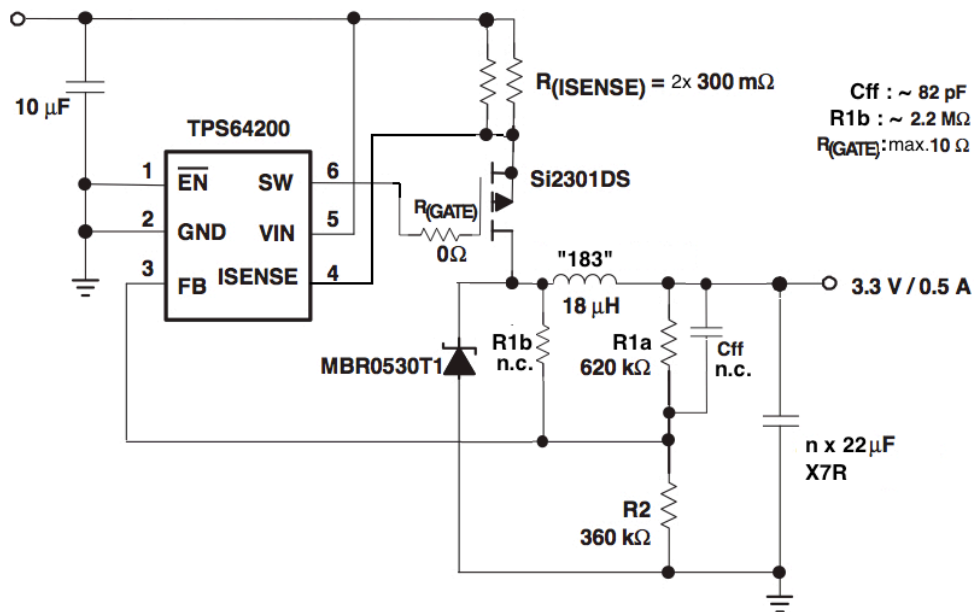 R(ISENSE) = 2x 300 mΩ
Cff : ~ 82 pF
R1b : ~ 2.2 MΩ
R(GATE):max.10 Ω
10 µF
TPS64200
1
EN
SW
6
Si2301DS
2
GND
VIN
5
R(GATE)
0Ω
3
FB
ISENSE
4
"183"
18 µH
3.3 V / 0.5 A
R1b
n.c.
R1a
620 kΩ
Cff
n.c.
MBR0530T1
n x 22µF
X7R
R2
360 kΩ